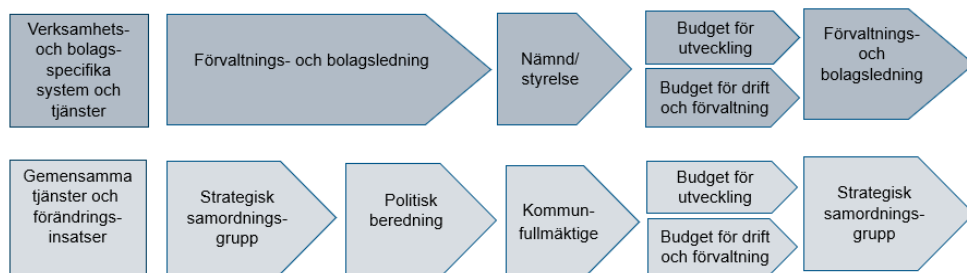 Verksamhets-
och bolags-
specifika
system och
tjänster
Förvaltnings- och bolagsledning
Nämnd/
styrelse
Budget för
utveckling
Budget för drift
och förvaltning
Förvaltnings-
och
bolagsledning
Gemensamma
tjänster och
förändrings-
insatser
Strategisk
samordnings-
grupp
Politisk
beredning
Kommun-
fullmäktige
Budget för
utveckling
Budget för drift
och förvaltning
Strategisk
samordnings-
grupp